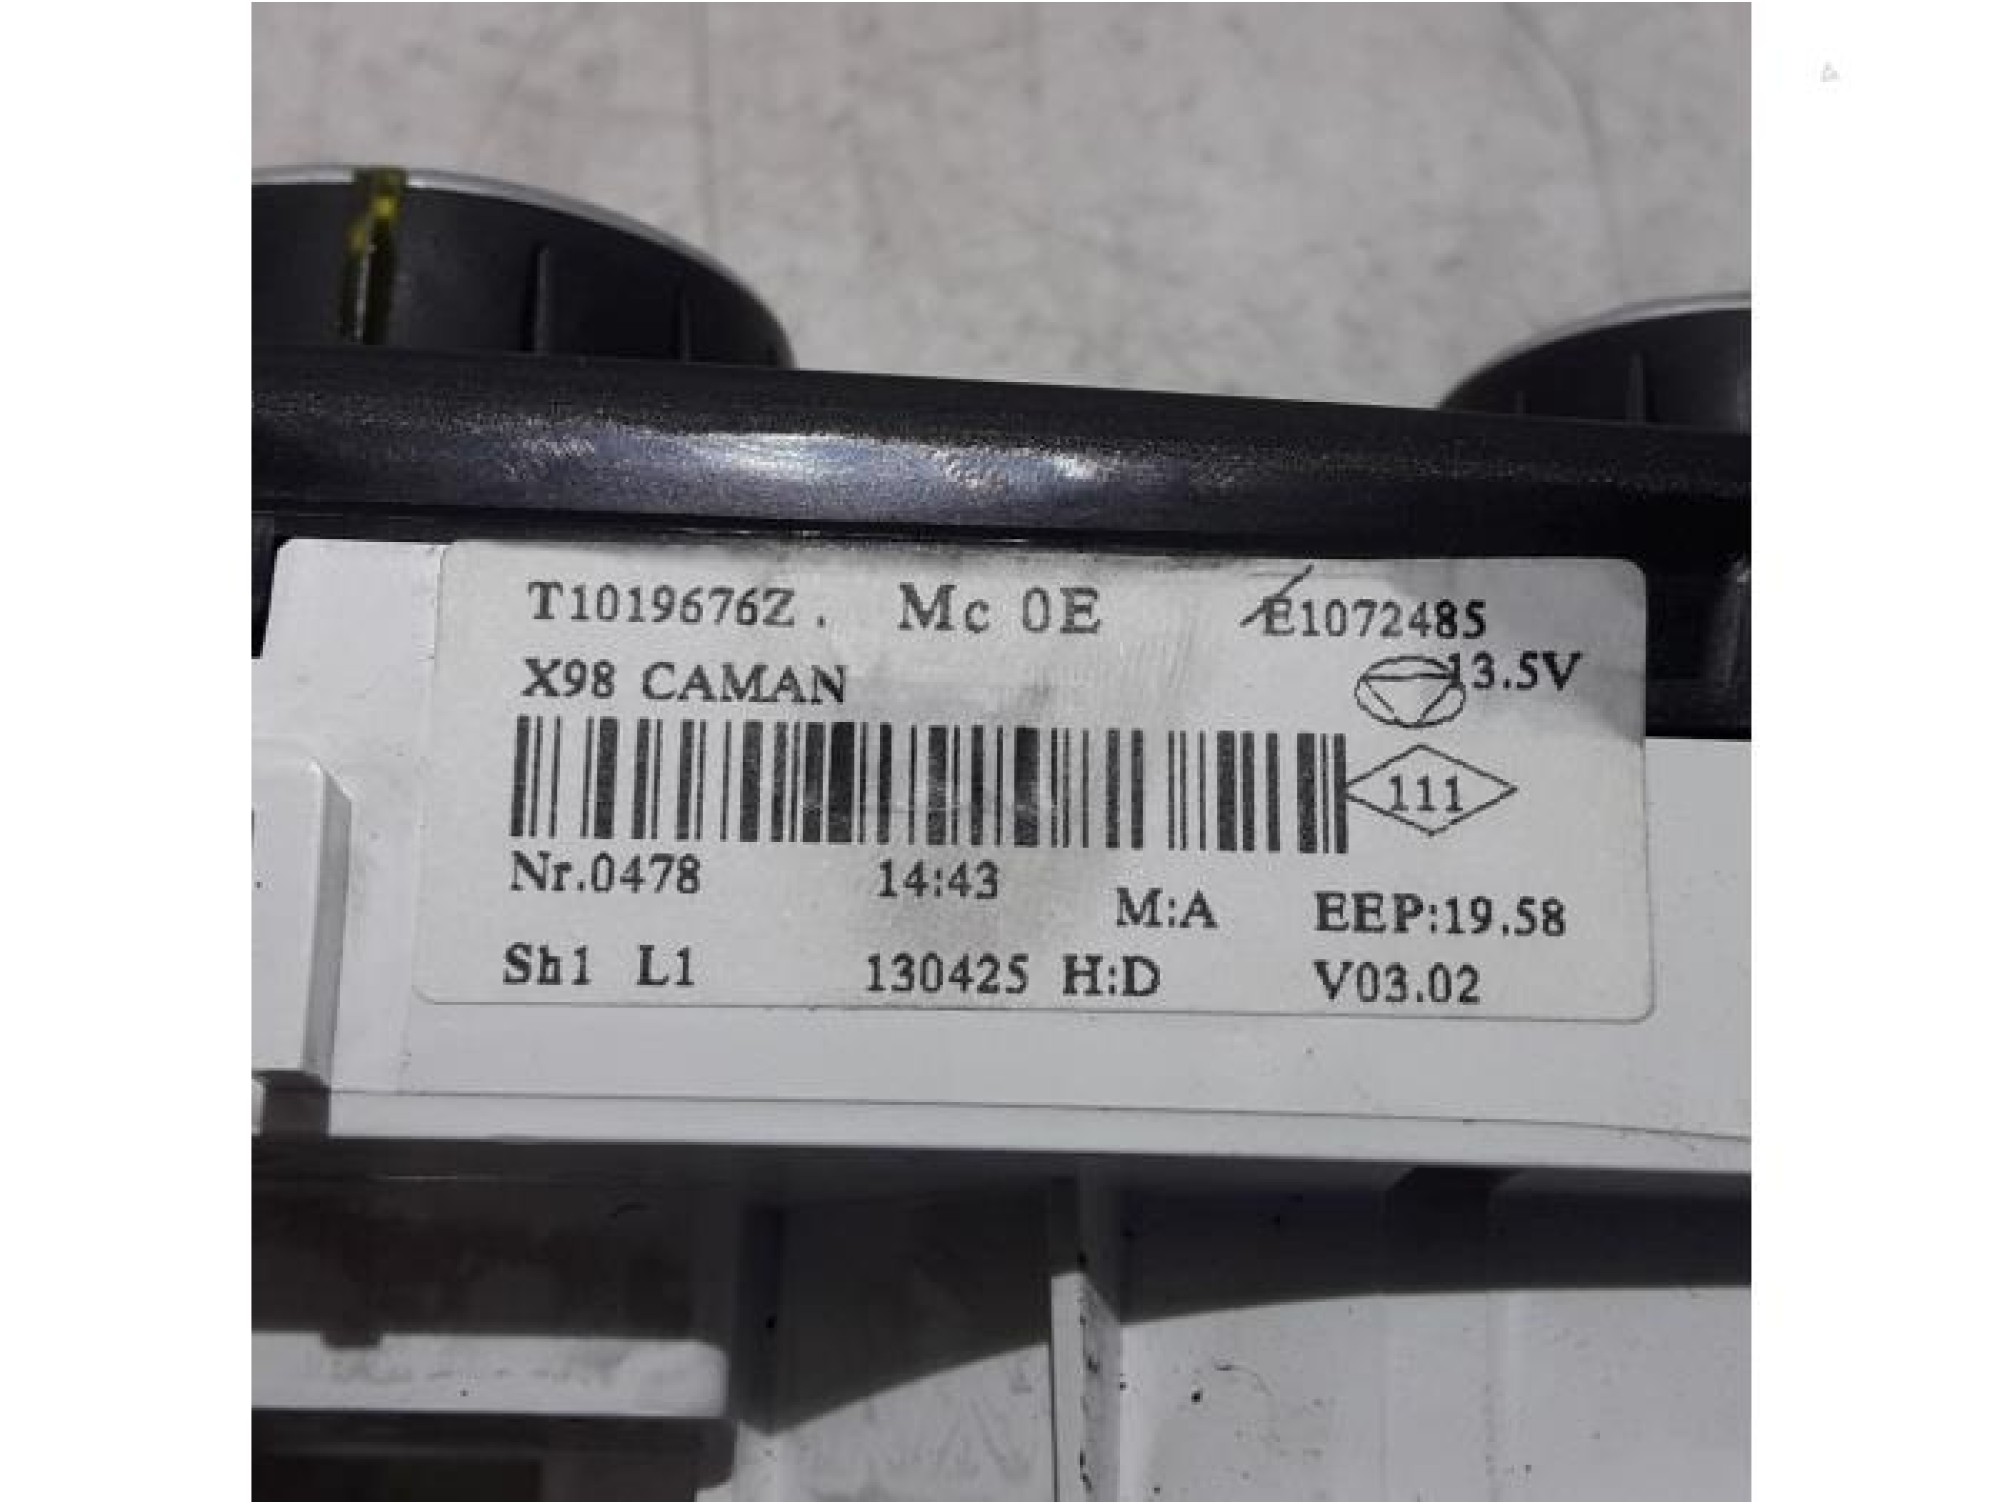 T1019676Z. Mc 0E E1072485
X98 CAMAN 13.5V
111
Nr.0478 14:43 M:A EEP:19.58
Sh1 L1 130425 H:D V03.02